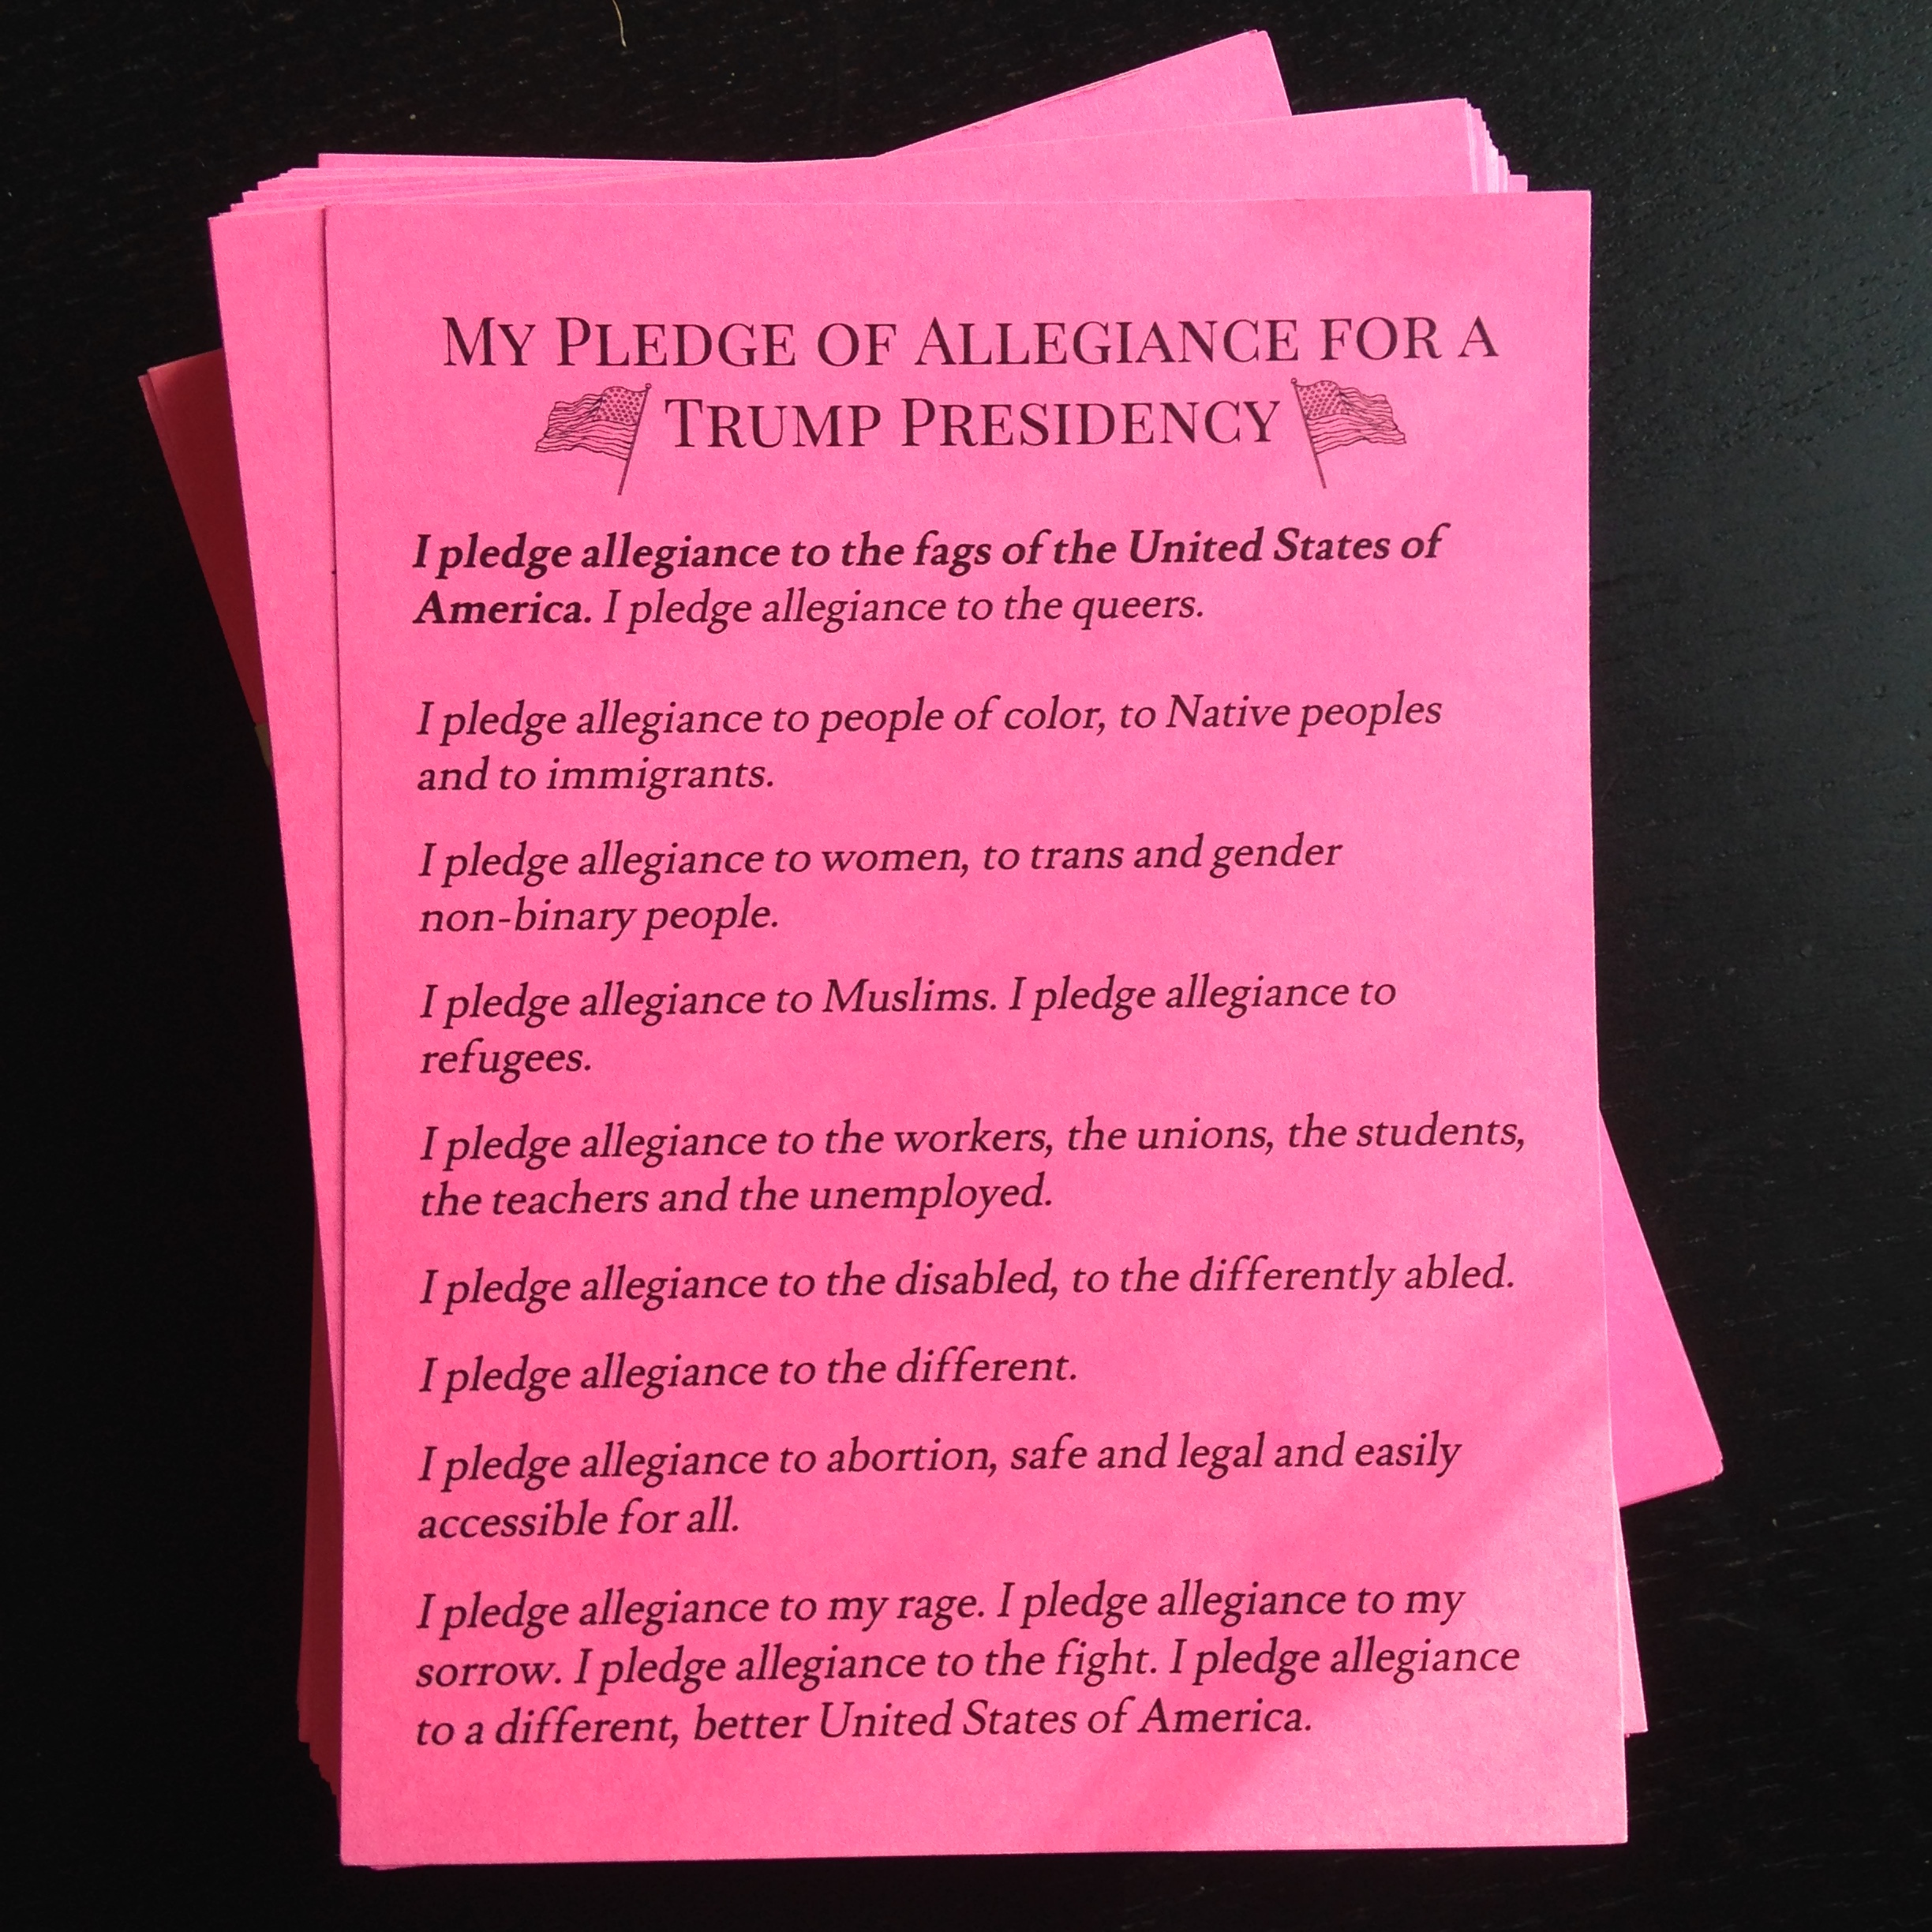 MY PLEDGE OF ALLEGIANCE FOR A
TRUMP PRESIDENCY
I pledge allegiance to the fags of the United States of
America. I pledge allegiance to the queers.
I pledge allegiance to people of color, to Native peoples
and to immigrants.
I pledge allegiance to women, to trans and gender
non-binary people.
I pledge allegiance to Muslims. I pledge allegiance to
refugees.
I pledge allegiance to the workers, the unions, the students,
the teachers and the unemployed.
I pledge allegiance to the disabled, to the differently abled.
I pledge allegiance to the different.
I pledge allegiance to abortion, safe and legal and easily
accessible for all.
I pledge allegiance to my rage. I pledge allegiance to my
sorrow. I pledge allegiance to the fight. I pledge allegiance
to a different, better United States of America.